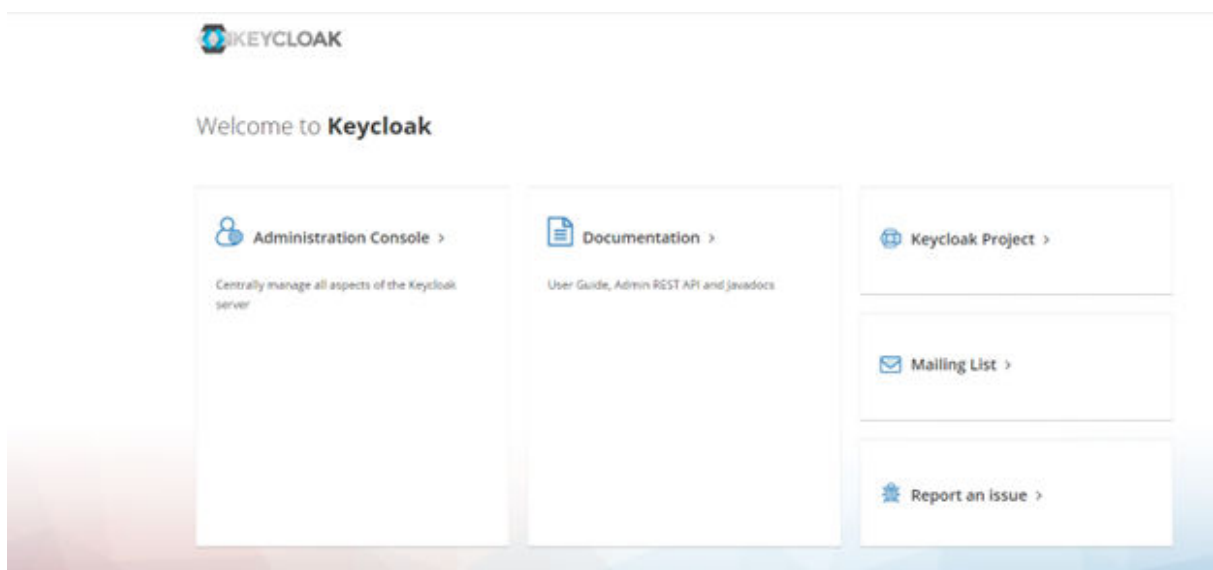 KEYCLOAK
Welcome to Keycloak
Administration Console >
Centrally manage all aspects of the Keycloak
server
Documentation >
User Guide, Admin REST API and Javadocs
Keycloak Project >
Mailing List >
Report an issue >